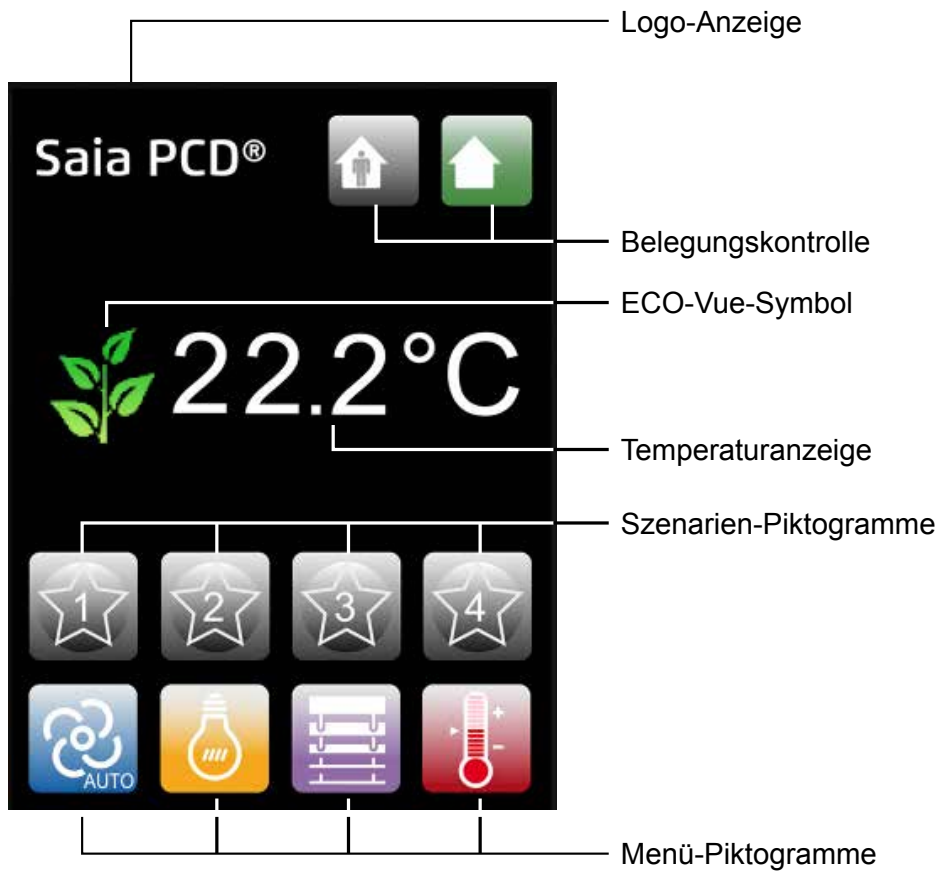 Logo-Anzeige
Saia PCD®
Belegungskontrolle
ECO-Vue-Symbol
22.2°C
Temperaturanzeige
Szenarien-Piktogramme
1 2 3 4
AUTO + -
Menü-Piktogramme